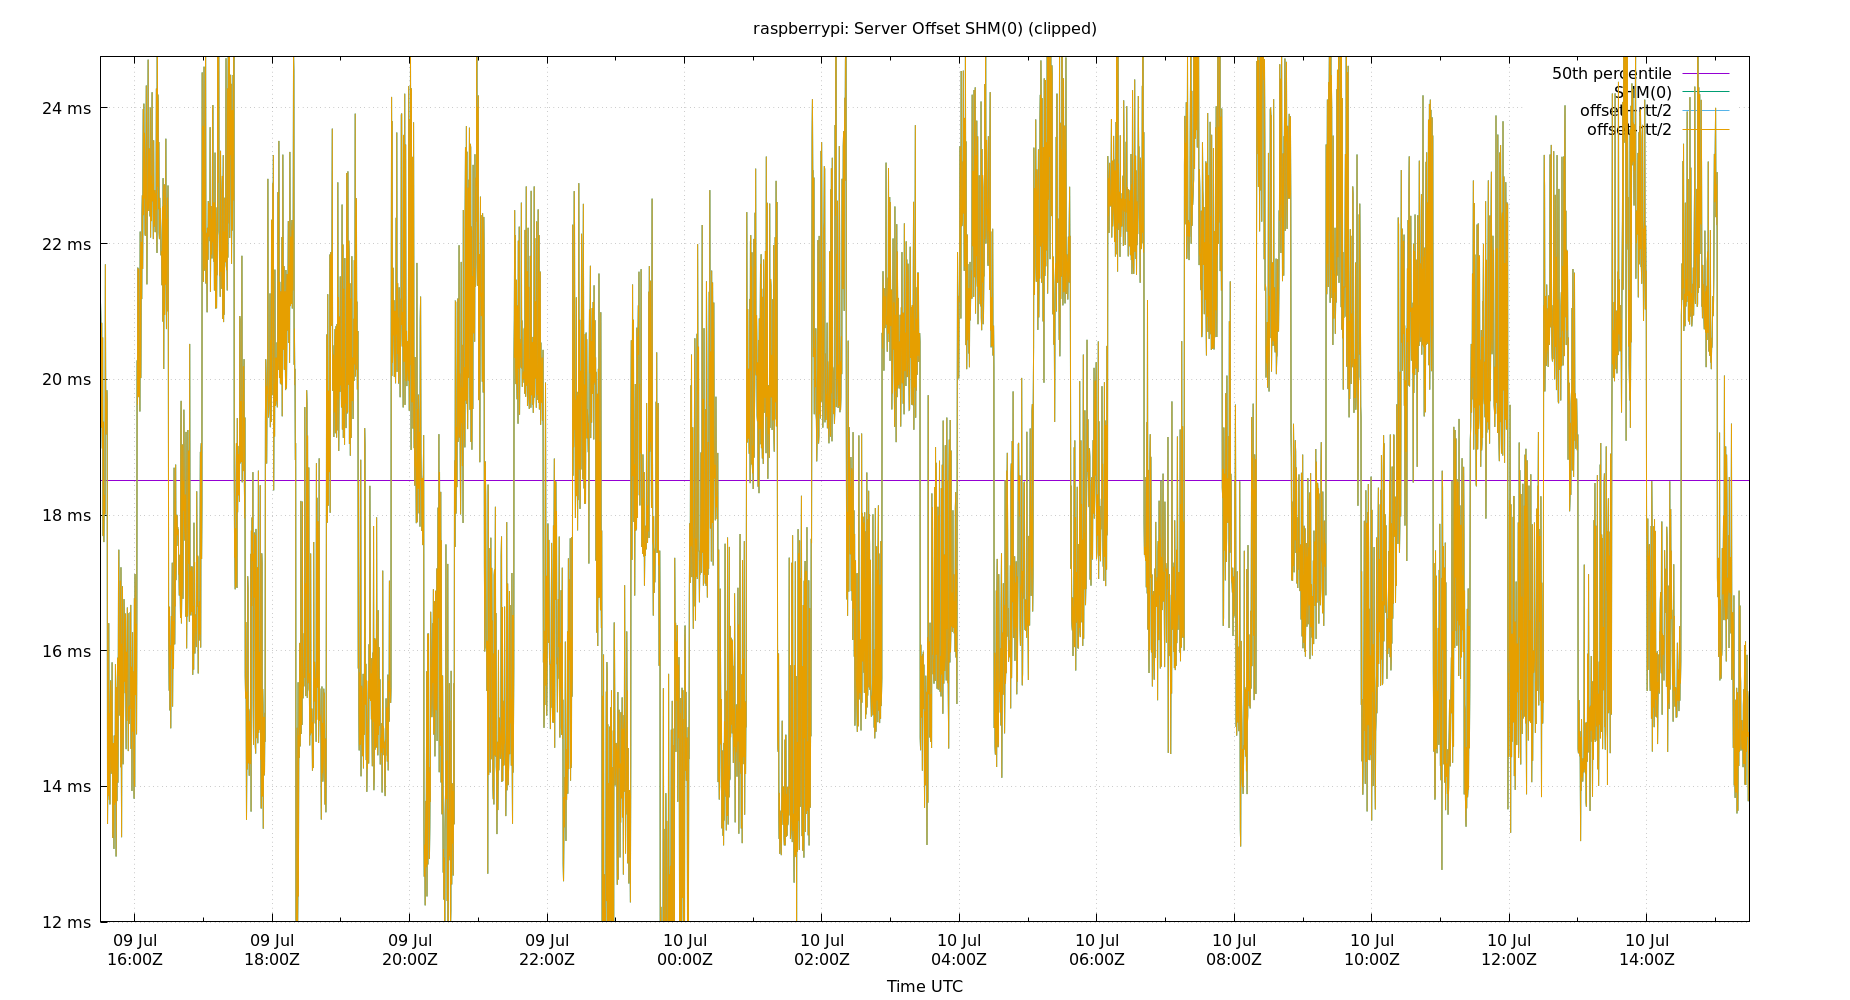 raspberrypi: Server Offset SHM(0) (clipped)
50th percentile
SHM(0)
offset+rtt/2
offset-rtt/2
24 ms
22 ms
20 ms
18 ms
16 ms
14 ms
12 ms
09 Jul 09 Jul 09 Jul 09 Jul 10 Jul 10 Jul 10 Jul 10 Jul 10 Jul 10 Jul 10 Jul 10 Jul
16:00Z 18:00Z 20:00Z 22:00Z 00:00Z 02:00Z 04:00Z 06:00Z 08:00Z 10:00Z 12:00Z 14:00Z
Time UTC